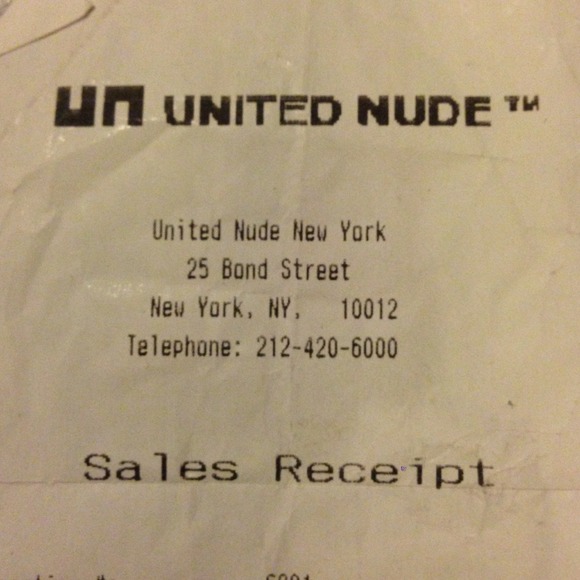 un UNITED NUDE ™
United Nude New York
25 Bond Street
New York, NY, 10012
Telephone: 212-420-6000
Sales Receipt